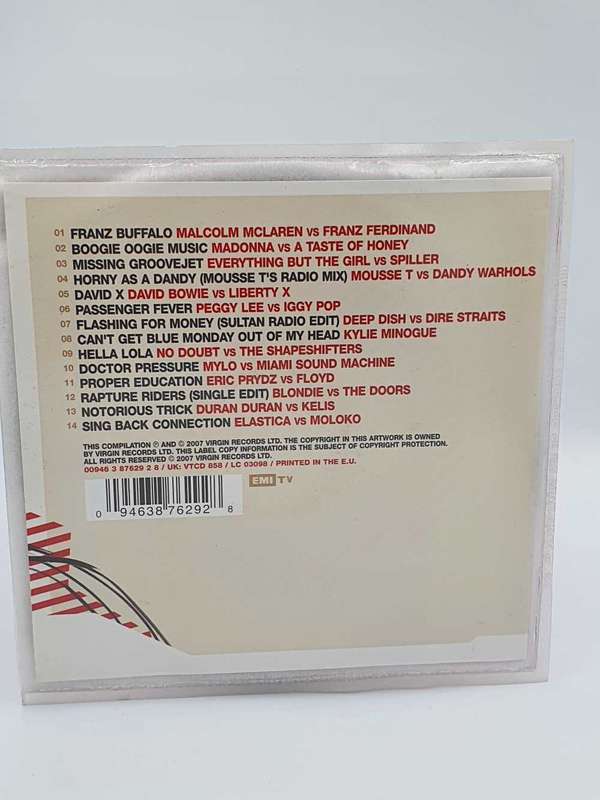 01 FRANZ BUFFALO MALCOLM MCLAREN vs FRANZ FERDINAND
02 BOOGIE OOGIE MUSIC MADONNA vs A TASTE OF HONEY
03 MISSING GROOVEJET EVERYTHING BUT THE GIRL vs SPILLER
04 HORNY AS A DANDY (MOUSSE T'S RADIO MIX) MOUSSE T vs DANDY WARHOLS
05 DAVID X DAVID BOWIE vs LIBERTY X
06 PASSENGER FEVER PEGGY LEE vs IGGY POP
07 FLASHING FOR MONEY (SULTAN RADIO EDIT) DEEP DISH vs DIRE STRAITS
08 CAN'T GET BLUE MONDAY OUT OF MY HEAD KYLIE MINOGUE
09 HELLA LOLA NO DOUBT vs THE SHAPESHIFTERS
10 DOCTOR PRESSURE MYLO vs MIAMI SOUND MACHINE
11 PROPER EDUCATION ERIC PRYDZ vs FLOYD
12 RAPTURE RIDERS (SINGLE EDIT) BLONDIE vs THE DOORS
13 NOTORIOUS TRICK DURAN DURAN vs KELIS
14 SING BACK CONNECTION ELASTICA vs MOLOKO
THIS COMPILATION ℗ AND © 2007 VIRGIN RECORDS LTD. THE COPYRIGHT IN THIS ARTWORK IS OWNED
BY VIRGIN RECORDS LTD. THIS LABEL COPY INFORMATION IS THE SUBJECT OF COPYRIGHT PROTECTION.
ALL RIGHTS RESERVED © 2007 VIRGIN RECORDS LTD.
00946 3 87629 2 8 / UK: VTCD 858 / LC 03098 / PRINTED IN THE E.U.
EMI TV
0 94638 76292 8